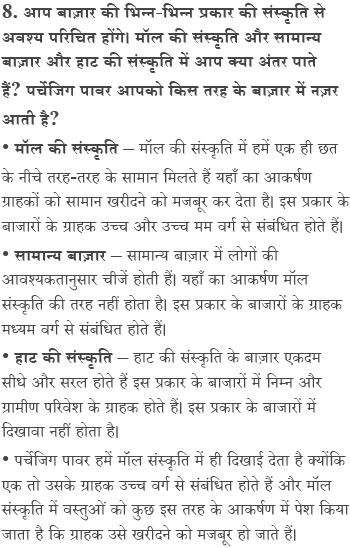 8. आप बाज़ार की भिन्न-भिन्न प्रकार की संस्कृति से
अवश्य परिचित होंगे। मॉल की संस्कृति और सामान्य
बाज़ार और हाट की संस्कृति में आप क्या अंतर पाते
हैं? पर्चेजिग पावर आपको किस तरह के बाज़ार में नज़र
आती है?
• मॉल की संस्कृति – मॉल की संस्कृति में हमें एक ही छत
के नीचे तरह-तरह के सामान मिलते हैं यहाँ का आकर्षण
ग्राहकों को सामान खरीदने को मजबूर कर देता है। इस प्रकार के
बाजारों के ग्राहक उच्च और उच्च मम वर्ग से संबंधित होते हैं।
• सामान्य बाज़ार – सामान्य बाज़ार में लोगों की
आवश्यकतानुसार चीजें होती हैं। यहाँ का आकर्षण मॉल
संस्कृति की तरह नहीं होता है। इस प्रकार के बाजारों के ग्राहक
मध्यम वर्ग से संबंधित होते हैं।
• हाट की संस्कृति – हाट की संस्कृति के बाज़ार एकदम
सीधे और सरल होते हैं इस प्रकार के बाजारों में निम्न और
ग्रामीण परिवेश के ग्राहक होते हैं। इस प्रकार के बाजारों में
दिखावा नहीं होता है।
• पर्चेजिग पावर हमें मॉल संस्कृति में ही दिखाई देता है क्योंकि
एक तो उसके ग्राहक उच्च वर्ग से संबंधित होते हैं और मॉल
संस्कृति में वस्तुओं को कुछ इस तरह के आकर्षण में पेश किया
जाता है कि ग्राहक उसे खरीदने को मजबूर हो जाते हैं।